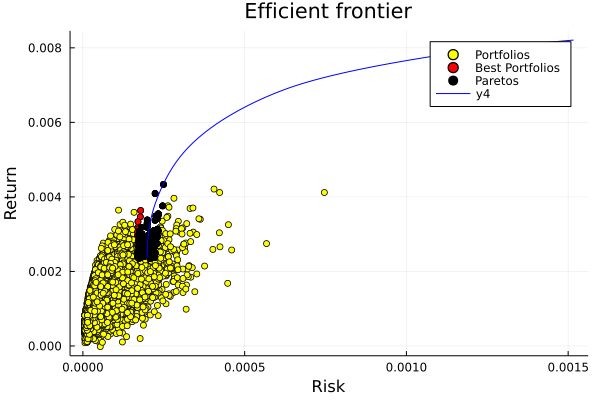 Efficient frontier
0.008
0.006
0.004
0.002
0.000
Return
Portfolios
Best Portfolios
Paretos
y4
0.0000
0.0005
0.0010
0.0015
Risk